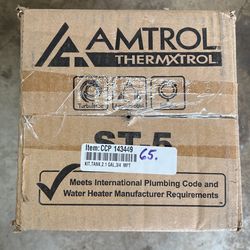 AMTROL
THERMXTROL
ST-5
Item: CCP 143449
65.
KIT,TANK,2.1 GAL,3/4 MPT
Meets International Plumbing Code and
Water Heater Manufacturer Requirements